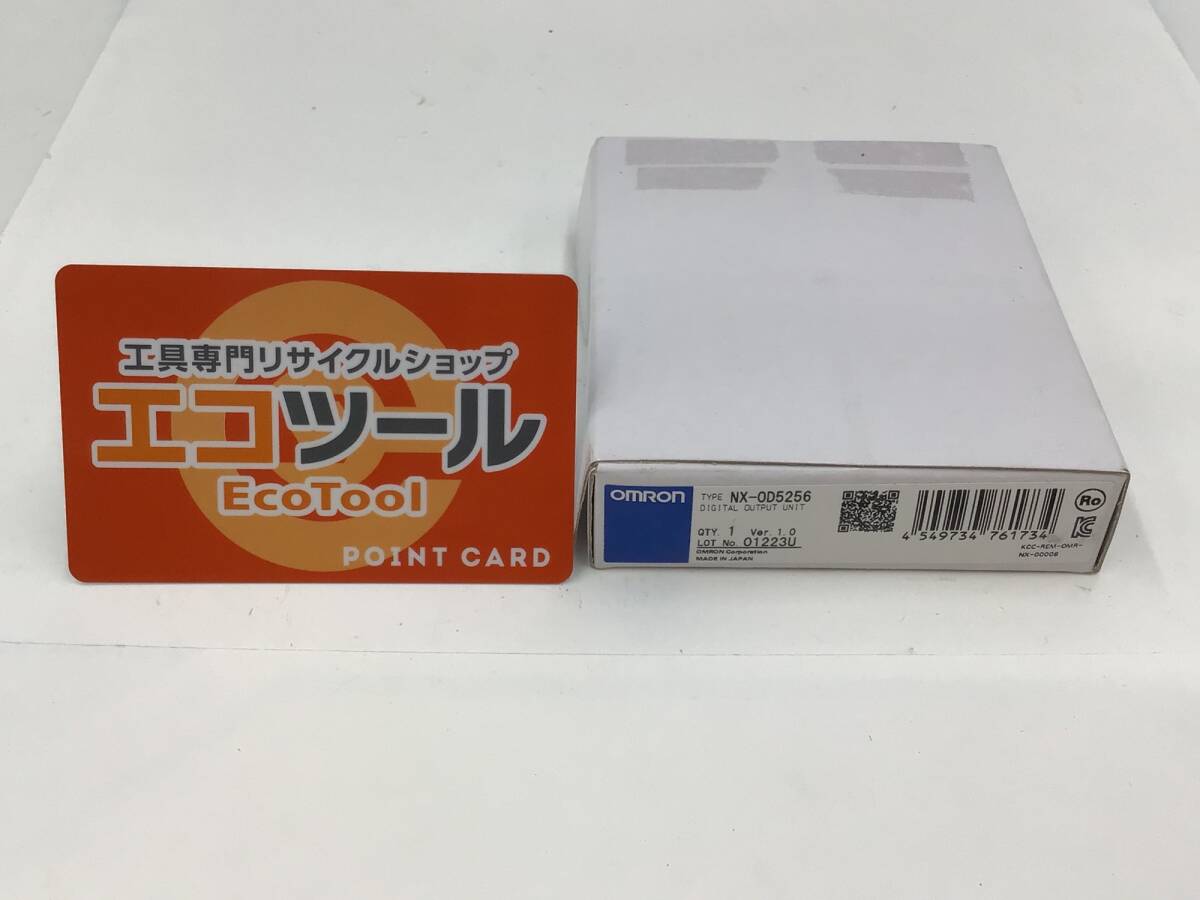 工具専門リサイクルショップ
エコツール
EcoTool
POINT CARD
OMRON
TYPE NX-OD5256
DIGITAL OUTPUT UNIT
QTY. 1 Ver. 1.0
LOT No. 01223U
OMRON Corporation
MADE IN JAPAN
4 549734 761734
Ro
KCC-REM-OMR-
NX-00006